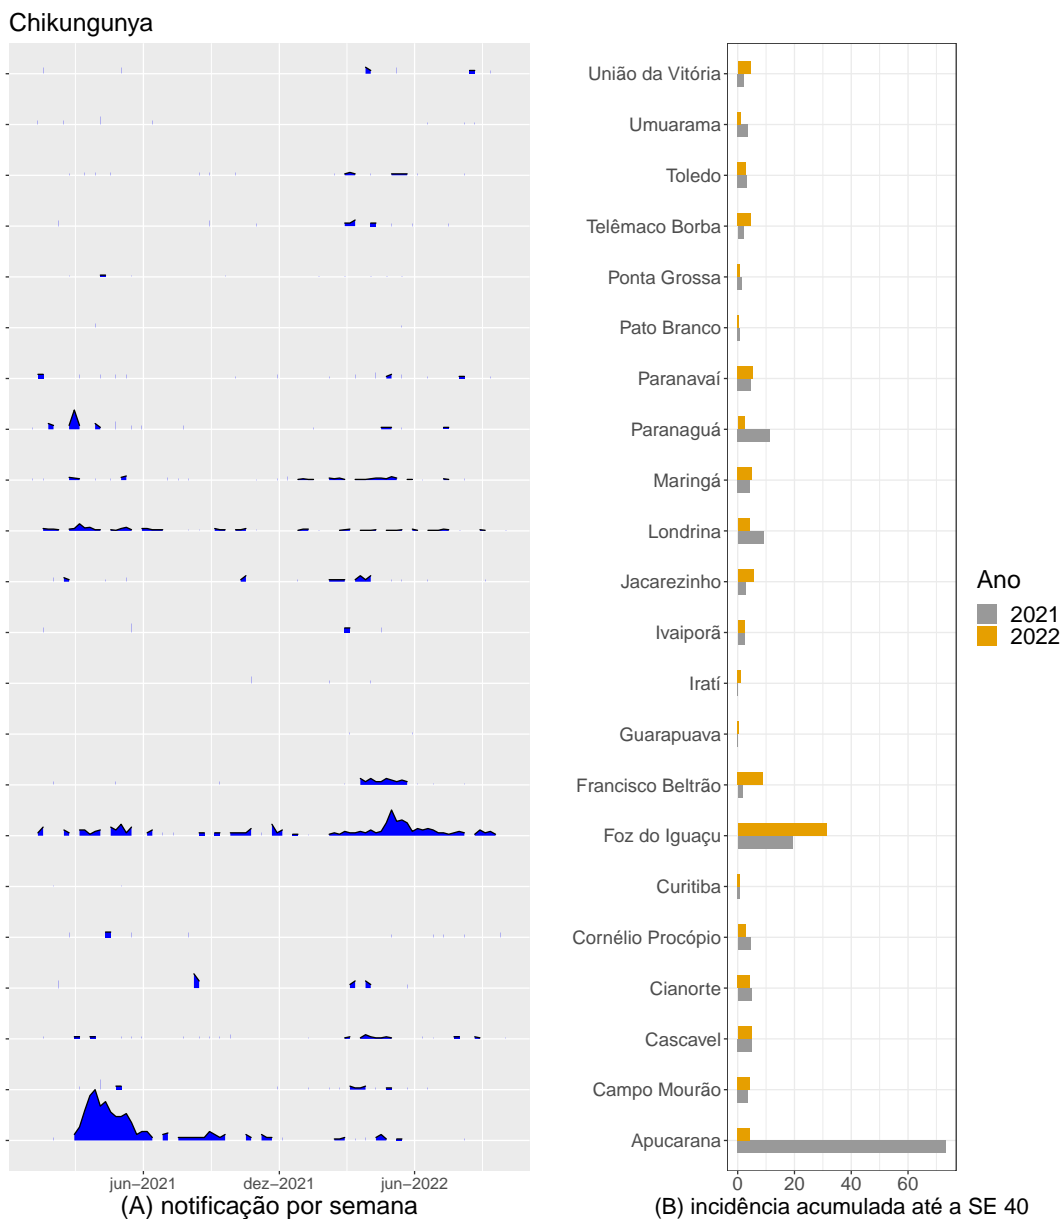 Chikungunya
União da Vitória
Umuarama
Toledo
Telêmaco Borba
Ponta Grossa
Pato Branco
Paranavaí
Paranaguá
Maringá
Londrina
Jacarezinho
Ivaiporã
Iratí
Guarapuava
Francisco Beltrão
Foz do Iguaçu
Curitiba
Cornélio Procópio
Cianorte
Cascavel
Campo Mourão
Apucarana
Ano
2021
2022
jun−2021 dez−2021 jun−2022
0 20 40 60
(A) notificação por semana
(B) incidência acumulada até a SE 40